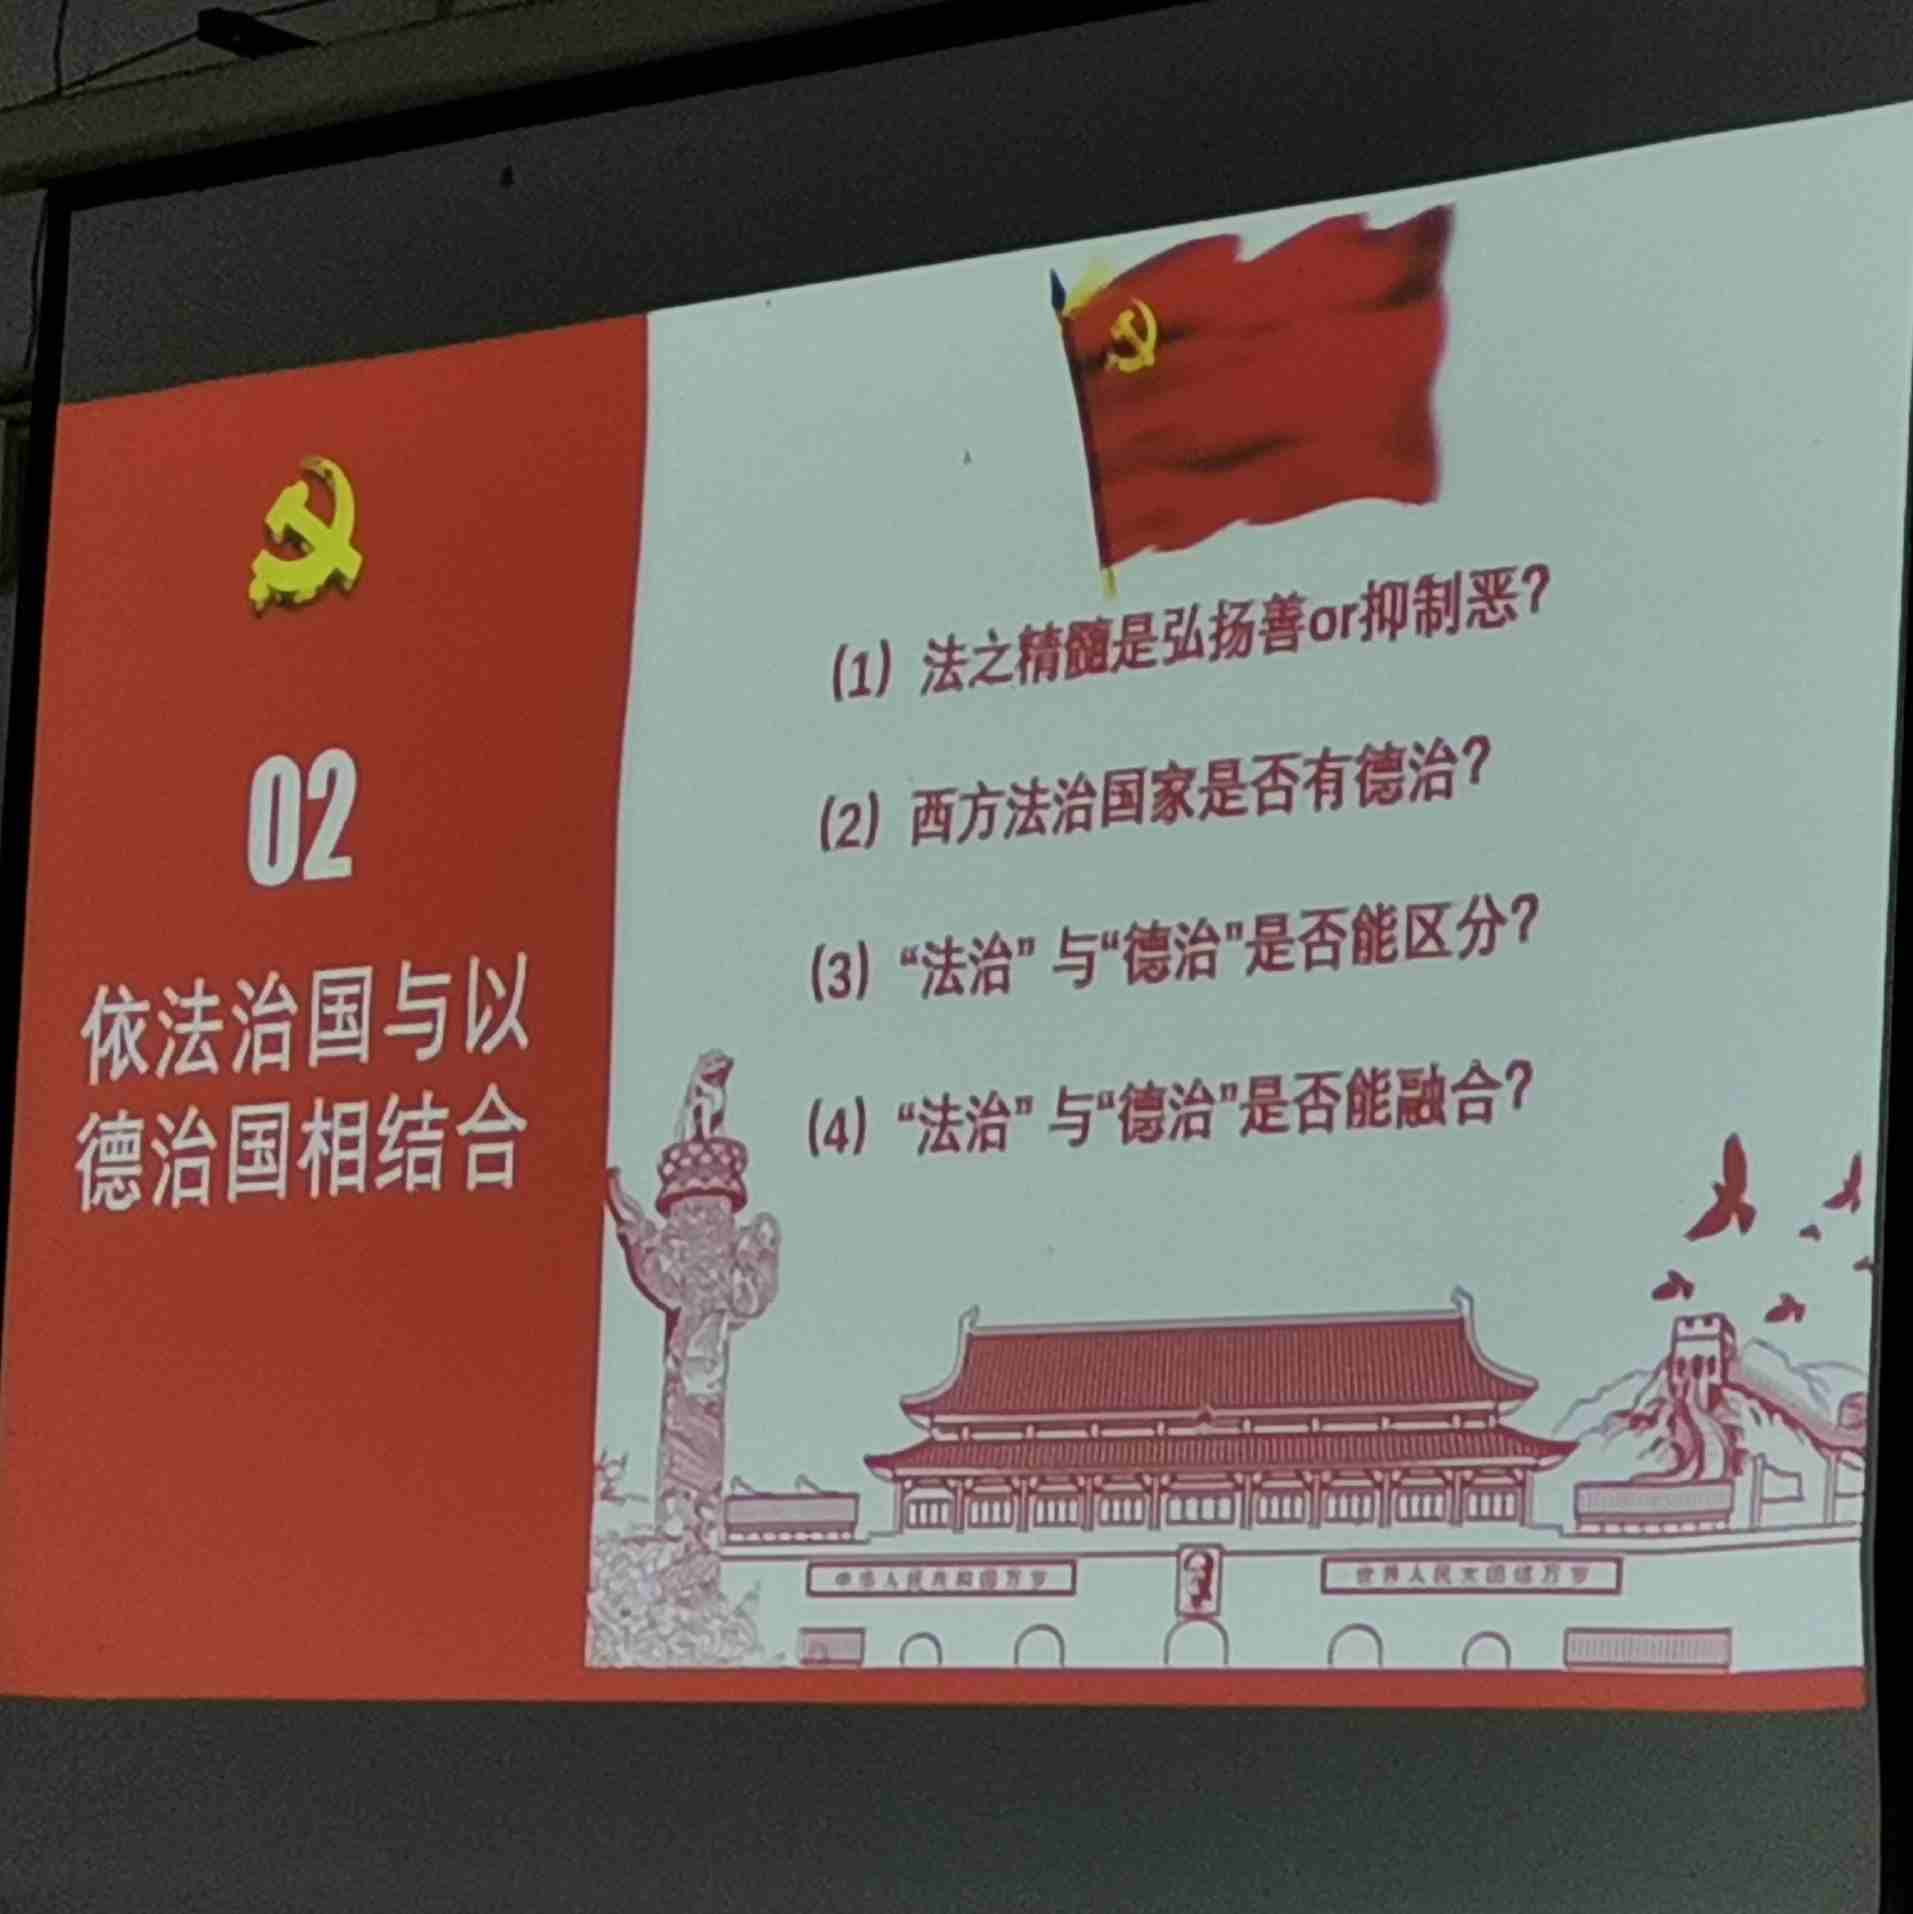 02
依法治国与以
德治国相结合
(1) 法之精髓是弘扬善or抑制恶?
(2) 西方法治国家是否有德治?
(3) “法治” 与“德治”是否能区分?
(4) “法治” 与“德治”是否能融合?
中华人民共和国万岁
世界人民大团结万岁